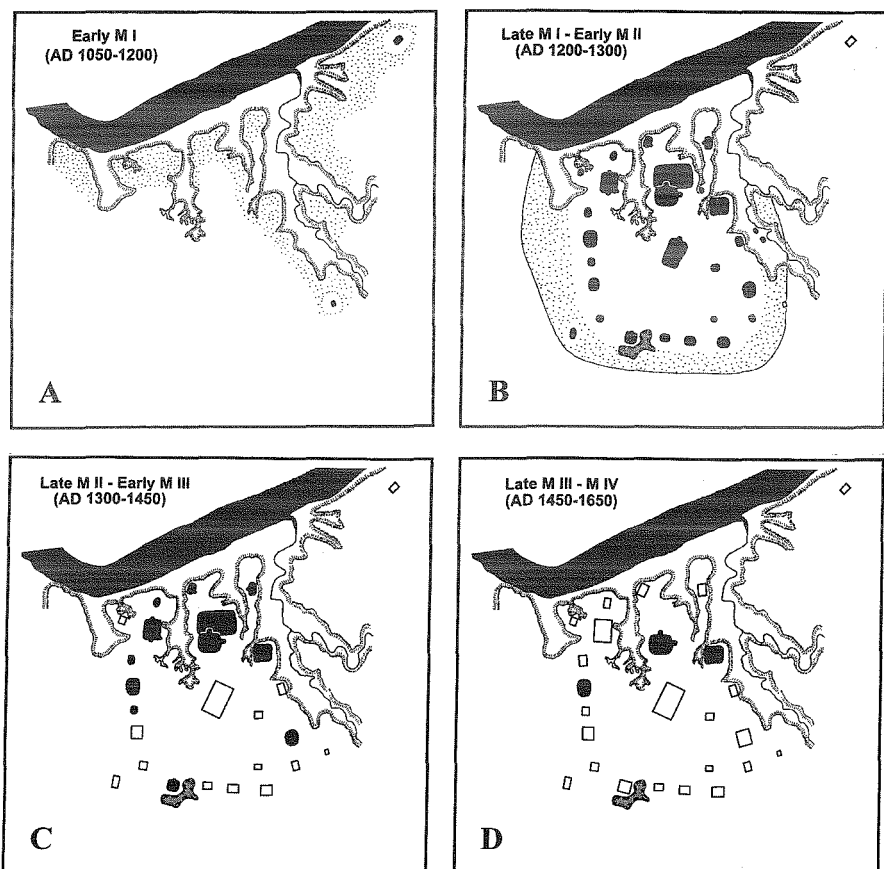 Early M I
(AD 1050-1200)
A
Late M I - Early M II
(AD 1200-1300)
B
Late M II - Early M III
(AD 1300-1450)
C
Late M III - M IV
(AD 1450-1650)
D